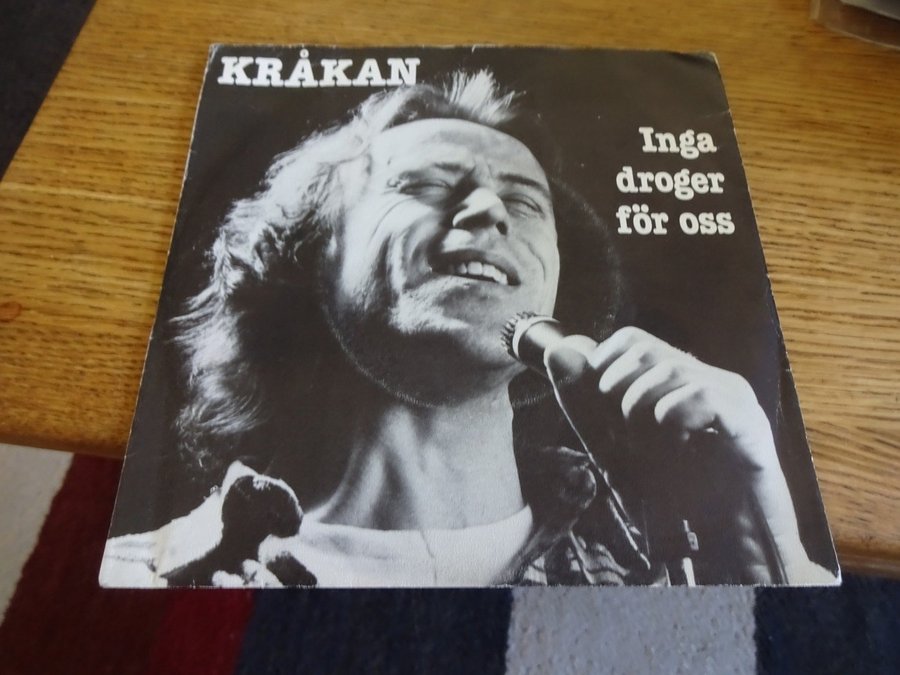 KRÅKAN
Inga
droger
för oss